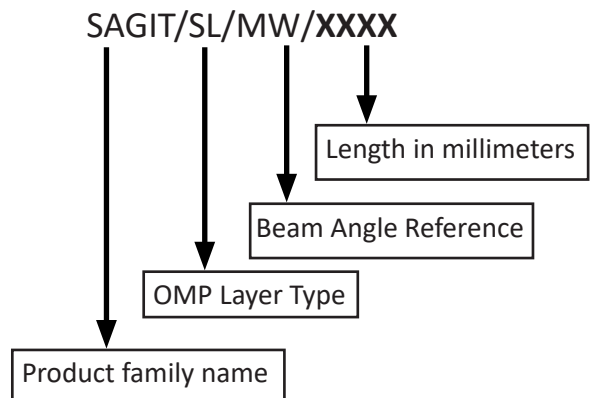 SAGIT/SL/MW/XXXX
Length in millimeters
Beam Angle Reference
OMP Layer Type
Product family name